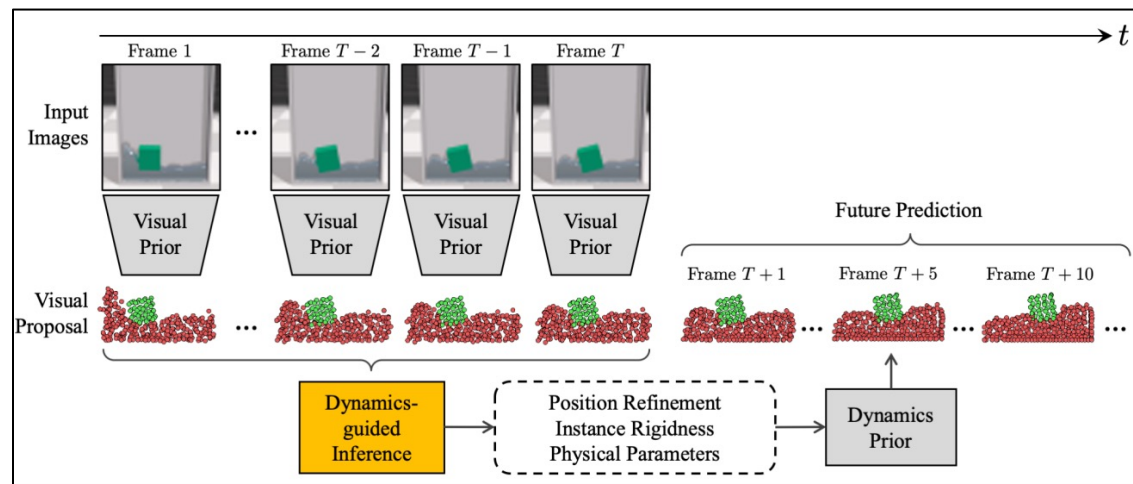 t
Frame 1
Frame T − 2
Frame T − 1
Frame T
Input
Images
...
Visual
Prior
Visual
Prior
Visual
Prior
Visual
Prior
Future Prediction
Frame T + 1
Frame T + 5
Frame T + 10
Visual
Proposal
...
...
...
...
Dynamics-
guided
Inference
Position Refinement
Instance Rigidness
Physical Parameters
Dynamics
Prior